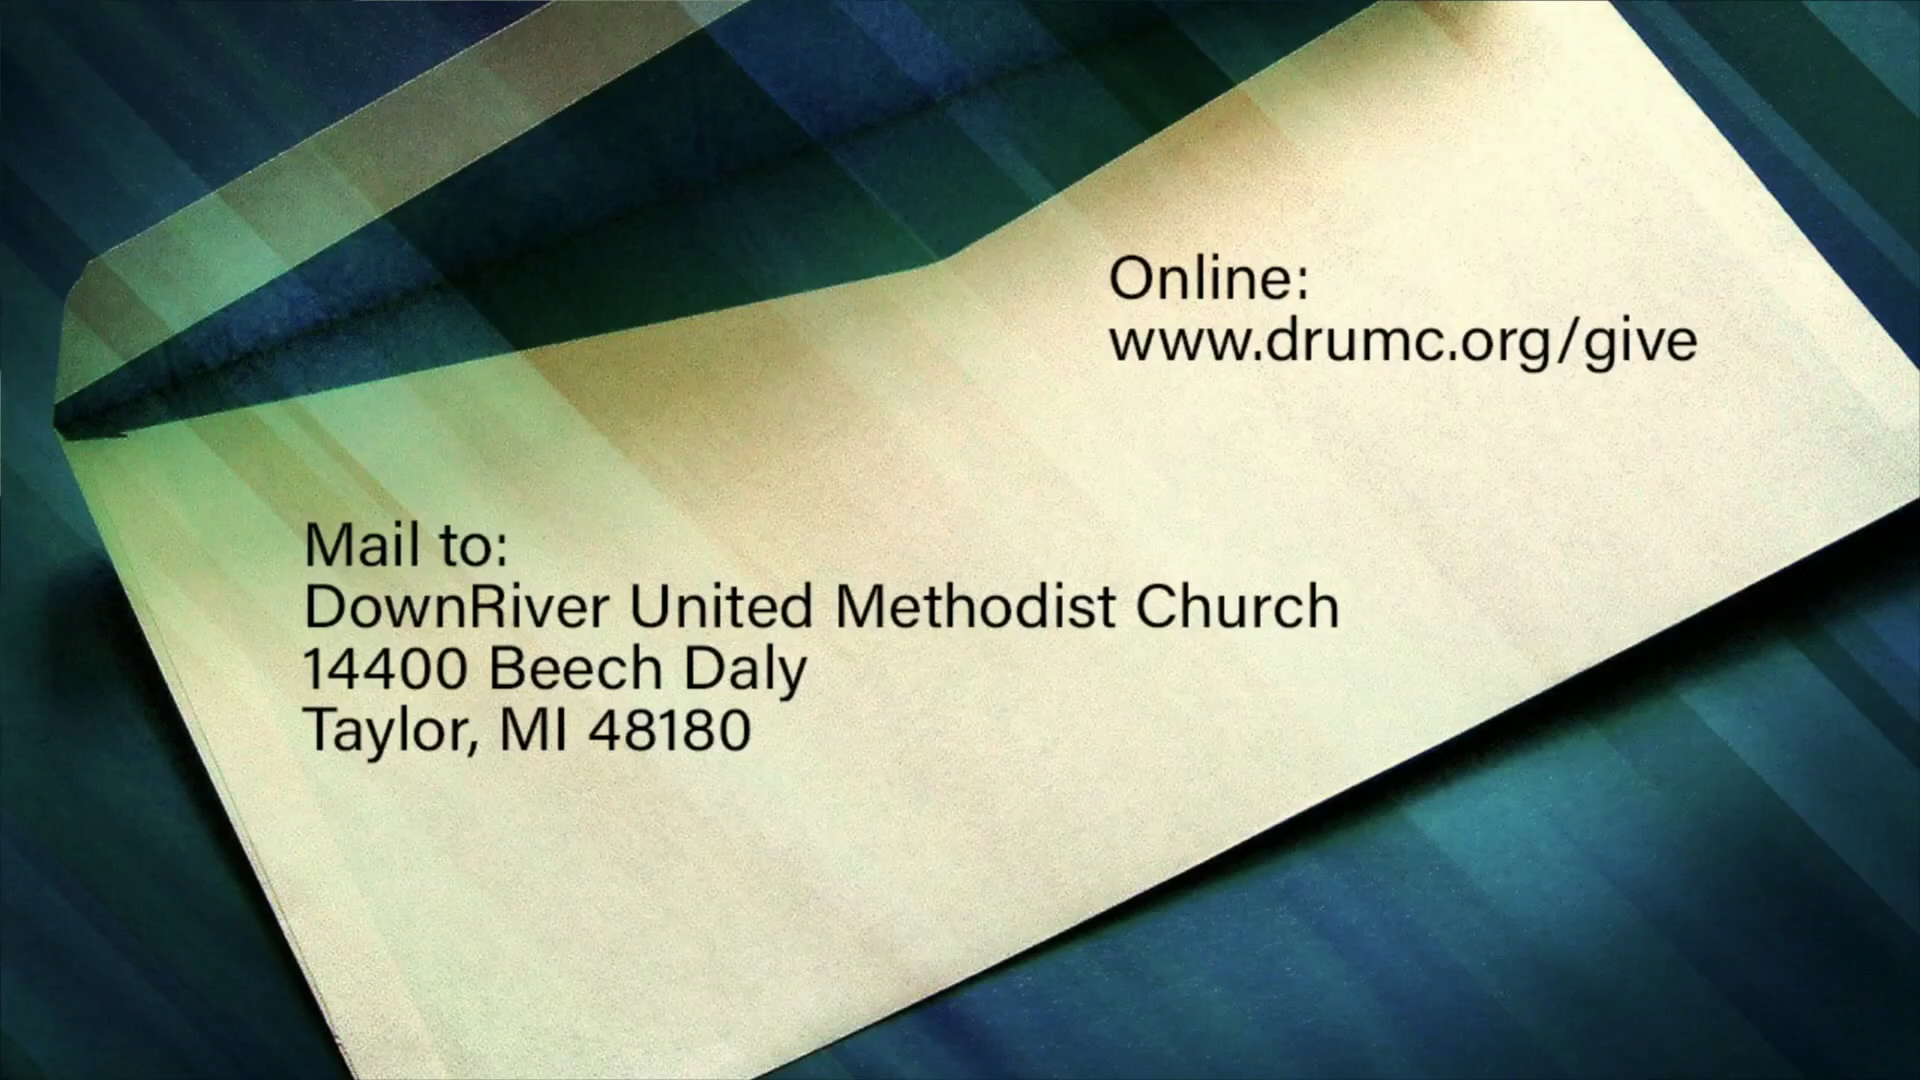 Online:
www.drumc.org/give
Mail to:
DownRiver United Methodist Church
14400 Beech Daly
Taylor, MI 48180